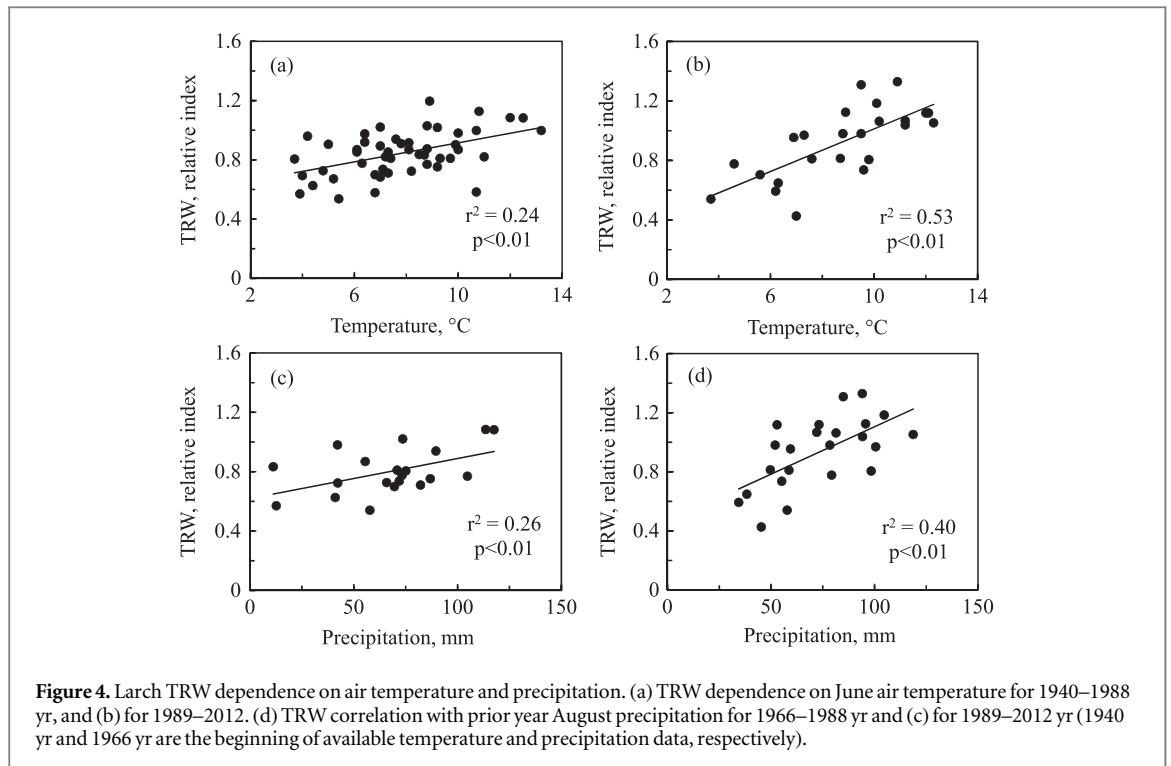 1.6
1.2
0.8
0.4
0
TRW, relative index
(a)
r² = 0.24
p<0.01
2 6 10 14
Temperature, °C
1.6
1.2
0.8
0.4
0
TRW, relative index
(b)
r² = 0.53
p<0.01
2 6 10 14
Temperature, °C
1.6
1.2
0.8
0.4
0
TRW, relative index
(c)
r² = 0.26
p<0.01
0 50 100 150
Precipitation, mm
1.6
1.2
0.8
0.4
0
TRW, relative index
(d)
r² = 0.40
p<0.01
0 50 100 150
Precipitation, mm
Figure 4. Larch TRW dependence on air temperature and precipitation. (a) TRW dependence on June air temperature for 1940–1988
yr, and (b) for 1989–2012. (d) TRW correlation with prior year August precipitation for 1966–1988 yr and (c) for 1989–2012 yr (1940
yr and 1966 yr are the beginning of available temperature and precipitation data, respectively).